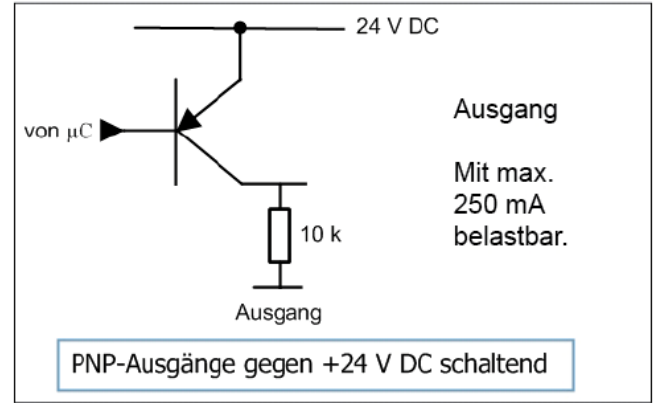 24 V DC
Ausgang
von μC
Mit max.
250 mA
belastbar.
10 k
Ausgang
PNP-Ausgänge gegen +24 V DC schaltend